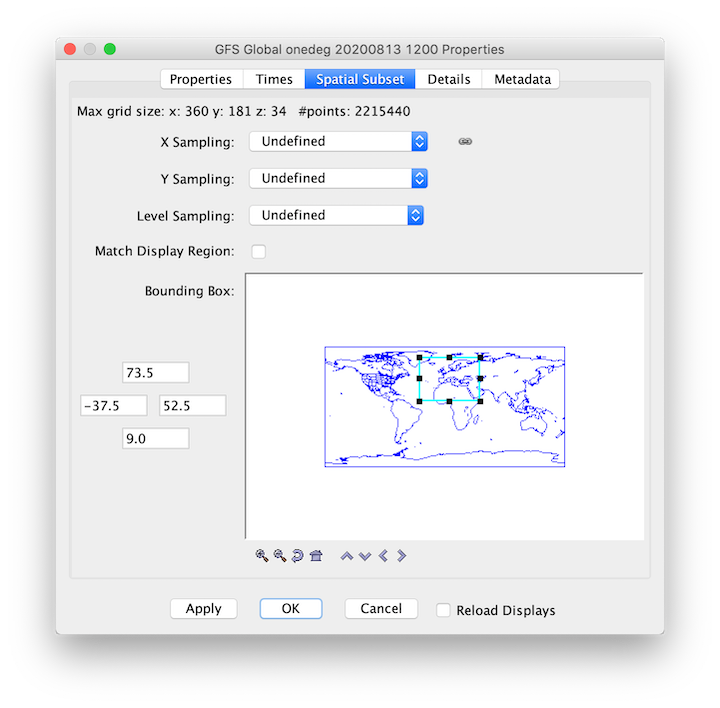 GFS Global onedeg 20200813 1200 Properties
Properties Times Spatial Subset Details Metadata
Max grid size: x: 360 y: 181 z: 34 #points: 2215440
X Sampling: Undefined
Y Sampling: Undefined
Level Sampling: Undefined
Match Display Region:
Bounding Box:
73.5
-37.5 52.5
9.0
Apply OK Cancel Reload Displays